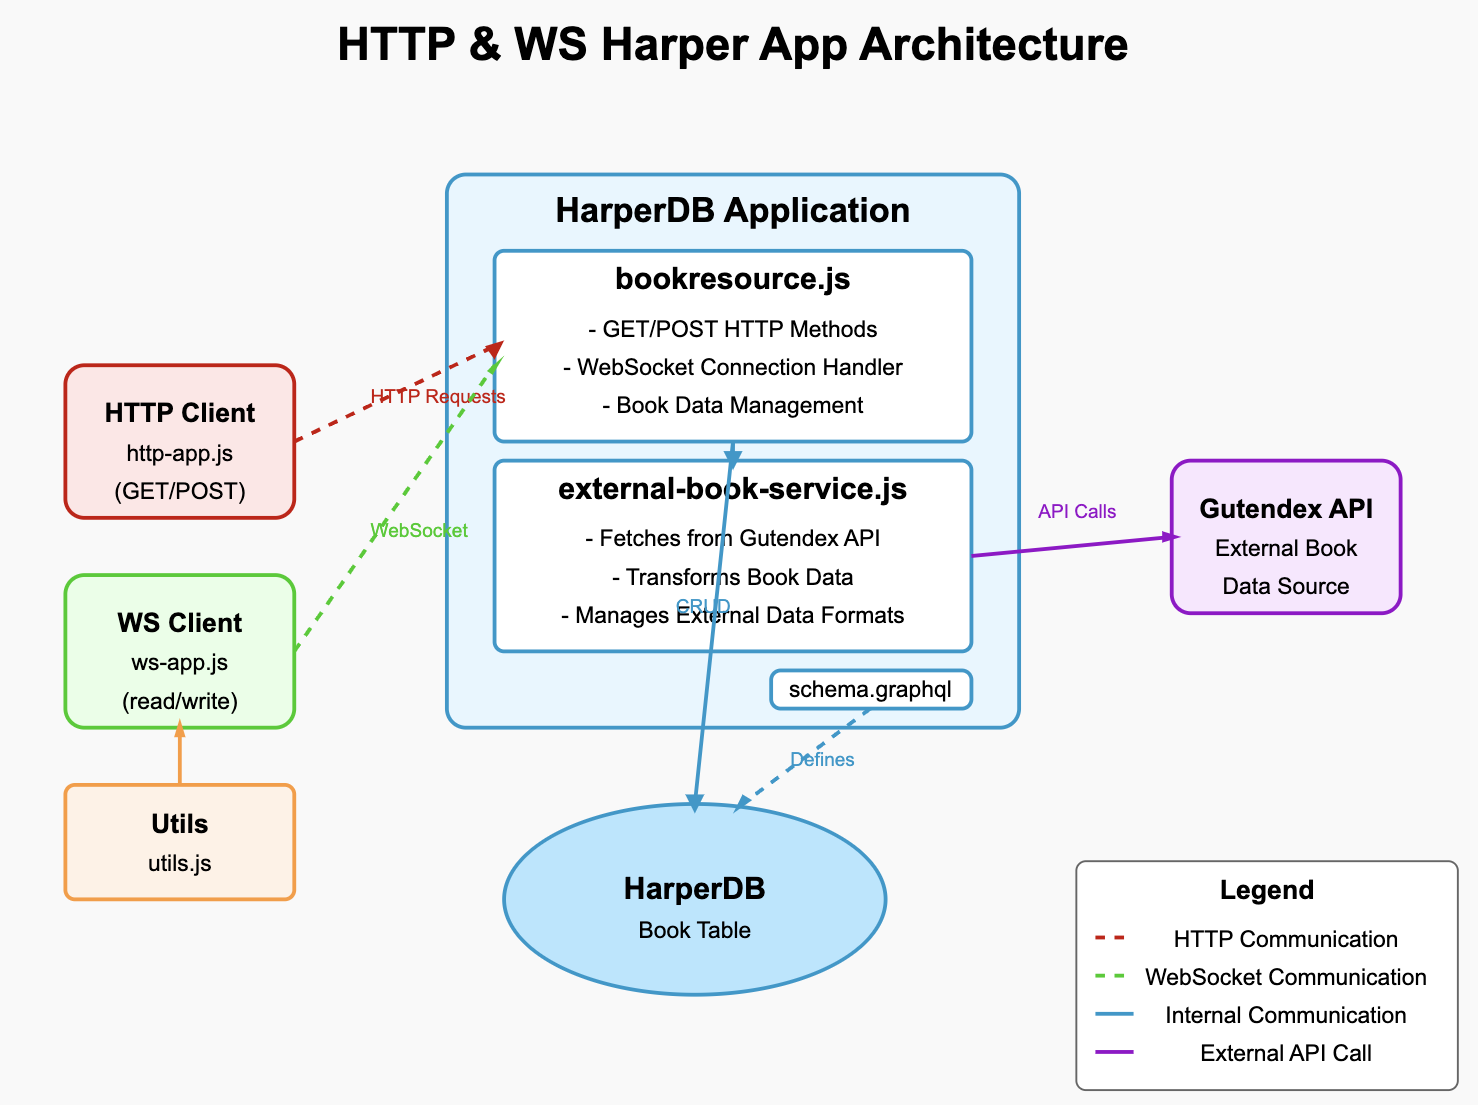 HTTP & WS Harper App Architecture
HarperDB Application
bookresource.js
- GET/POST HTTP Methods
- WebSocket Connection Handler
- Book Data Management
HTTP Requests
HTTP Client
http-app.js
(GET/POST)
WebSocket
external-book-service.js
- Fetches from Gutendex API
- Transforms Book Data
- Manages External Data Formats
CRUD
API Calls
Gutendex API
External Book
Data Source
WS Client
ws-app.js
(read/write)
schema.graphql
Defines
Utils
utils.js
HarperDB
Book Table
Legend
HTTP Communication
WebSocket Communication
Internal Communication
External API Call